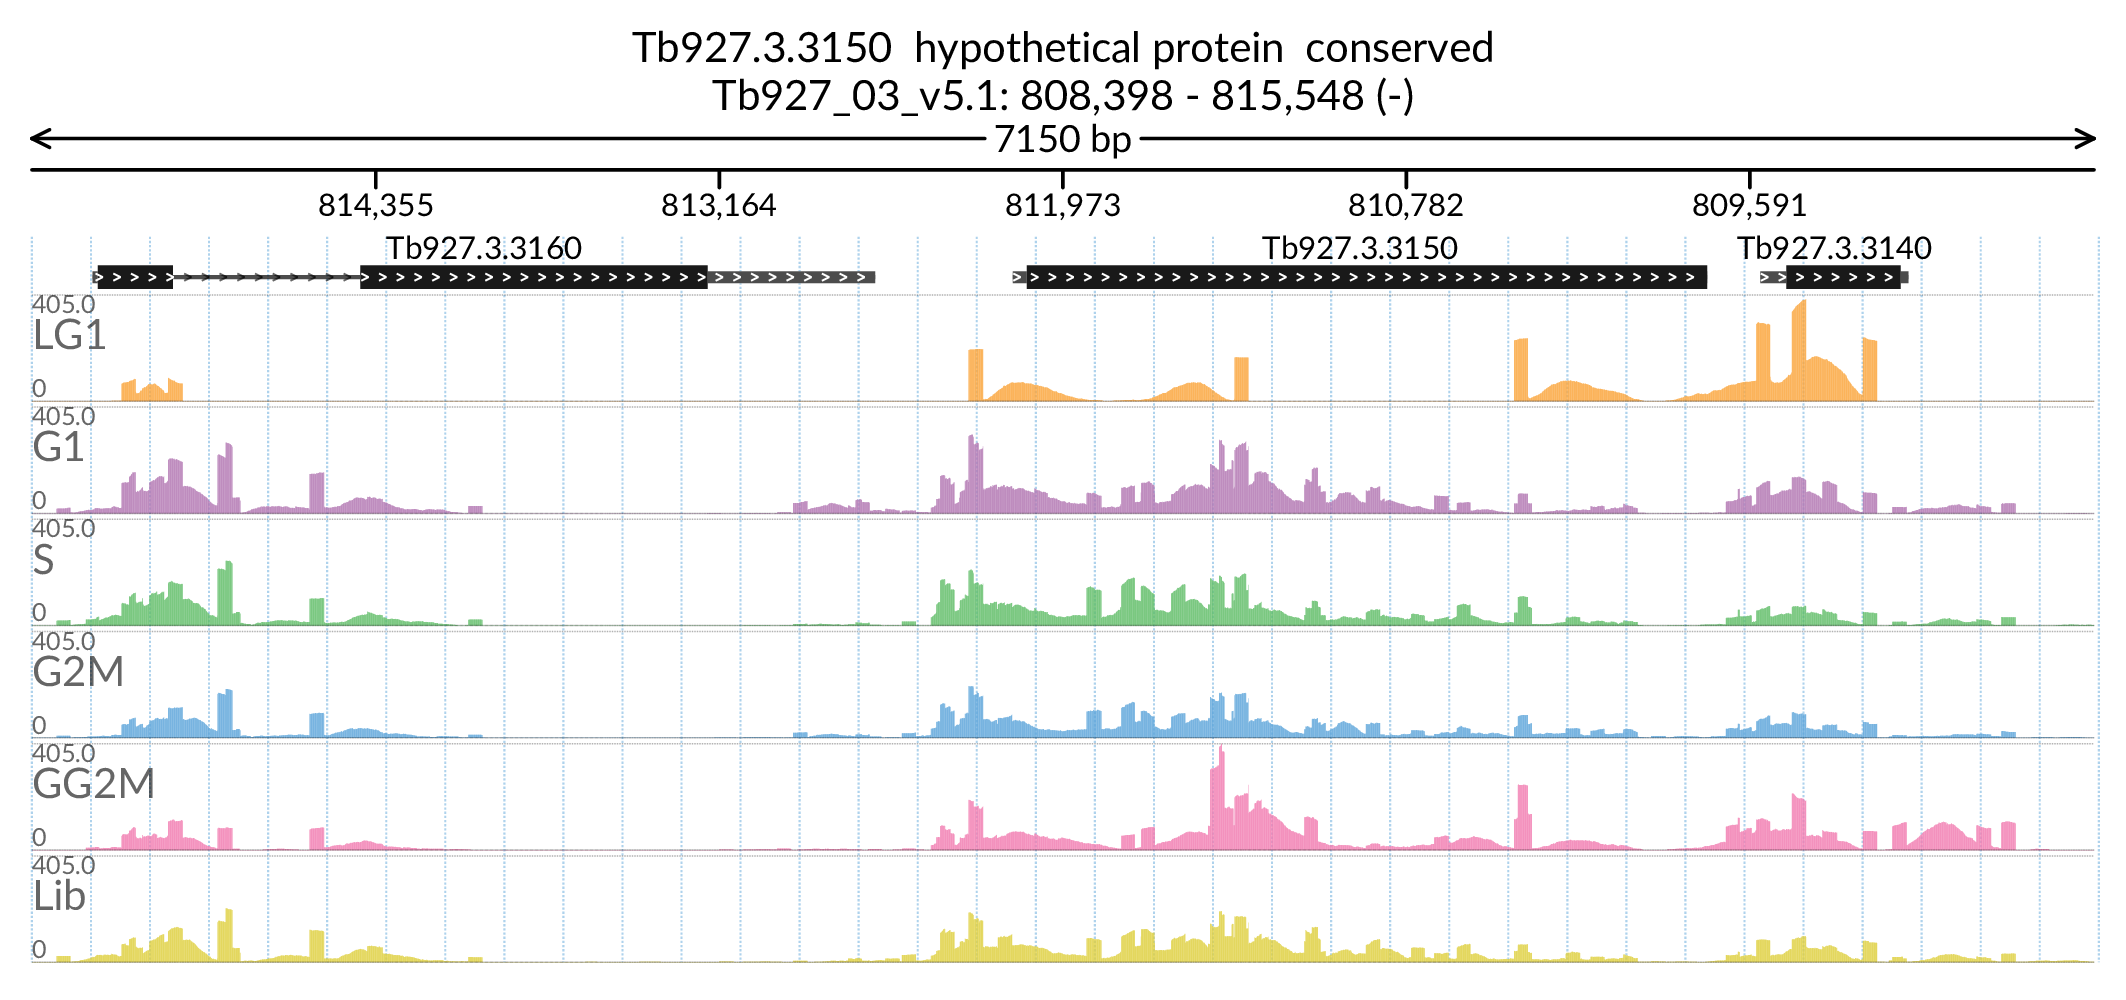 Tb927.3.3150 hypothetical protein conserved
Tb927_03_v5.1: 808,398 - 815,548 (-)
7150 bp
814,355 813,164 811,973 810,782 809,591
Tb927.3.3160 Tb927.3.3150 Tb927.3.3140
405.0
LG1
0
405.0
G1
0
405.0
S
0
405.0
G2M
0
405.0
GG2M
0
405.0
Lib
0